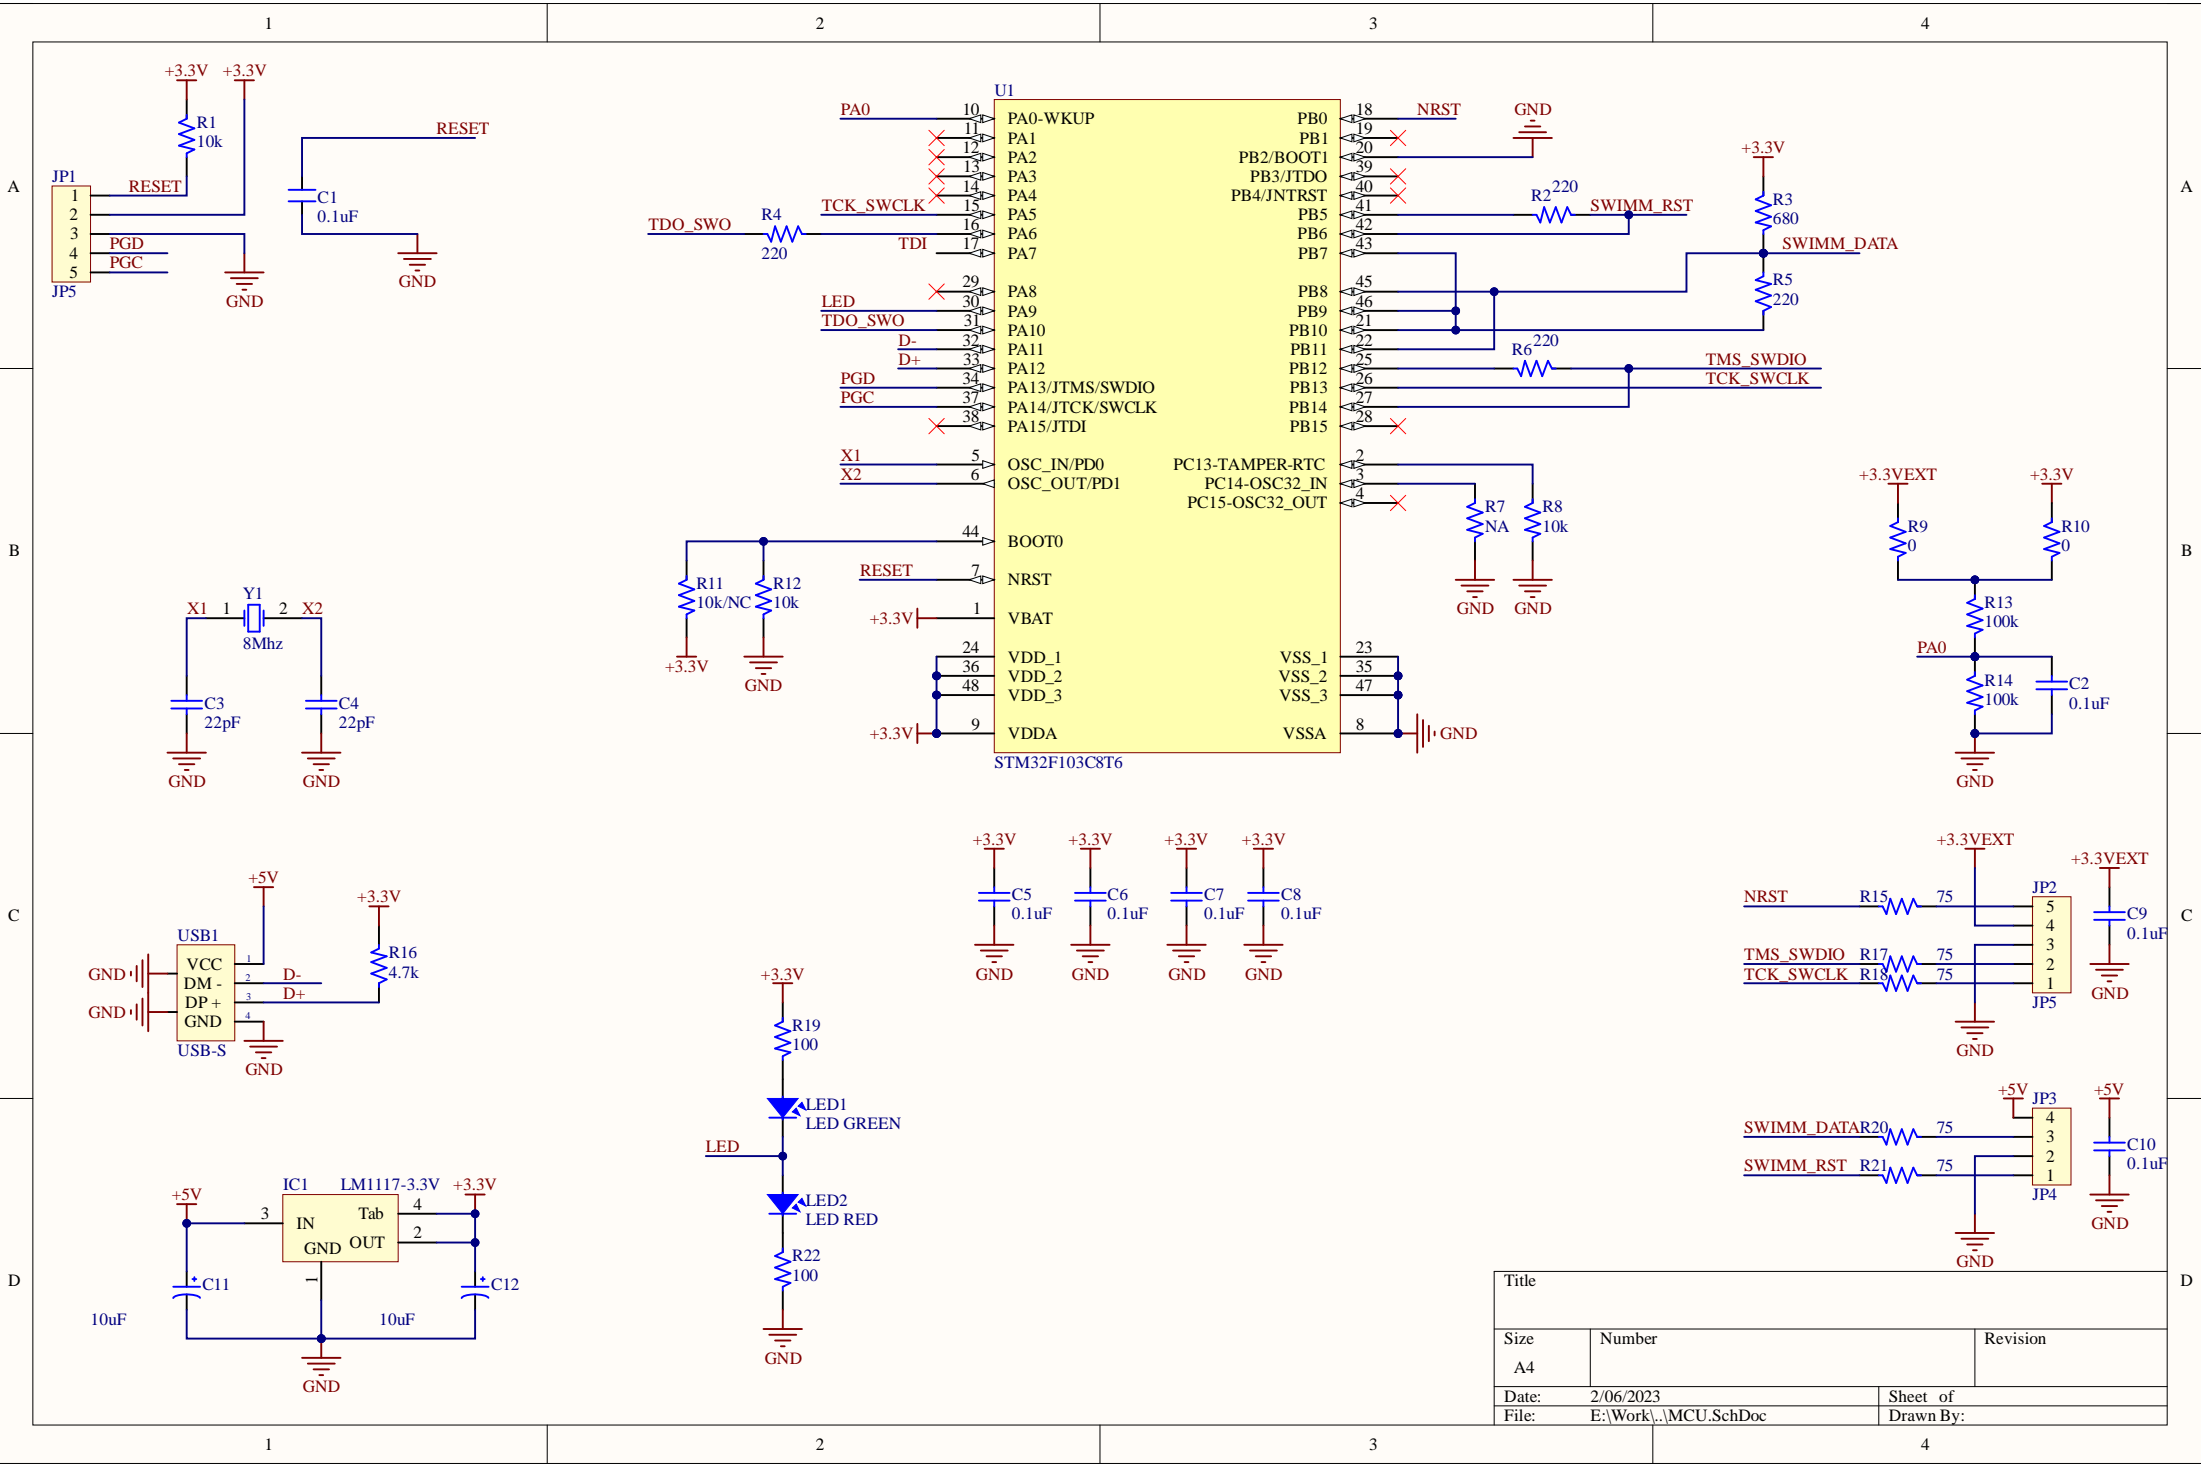 1 2 3 4
A
B
C
D
A
B
C
D
1 2 3 4
+3.3V +3.3V
R1
10k
RESET
JP1
1
2
3
4
5
JP5
RESET
PGD
PGC
GND
C1
0.1uF
GND
U1
PA0 10 PA0-WKUP
11 PA1
12 PA2
13 PA3
14 PA4
TCK_SWCLK 15 PA5
TDO_SWO R4 220 16 PA6
TDI 17 PA7
29 PA8
LED 30 PA9
TDO_SWO 31 PA10
D- 32 PA11
D+ 33 PA12
PGD 34 PA13/JTMS/SWDIO
PGC 37 PA14/JTCK/SWCLK
38 PA15/JTDI
X1 5 OSC_IN/PD0
X2 6 OSC_OUT/PD1
44 BOOT0
RESET 7 NRST
+3.3V 1 VBAT
24 VDD_1
36 VDD_2
48 VDD_3
+3.3V 9 VDDA
PB0 18 NRST
PB1 19
PB2/BOOT1 20 GND
PB3/JTDO 39
PB4/JNTRST 40
PB5 41 R2 220 SWIMM_RST
PB6 42
PB7 43
PB8 45
PB9 46
PB10 21
PB11 22
PB12 25 R6 220 TMS_SWDIO
PB13 26 TCK_SWCLK
PB14 27
PB15 28
PC13-TAMPER-RTC 2
PC14-OSC32_IN 3
PC15-OSC32_OUT 4
VSS_1 23
VSS_2 35
VSS_3 47
VSSA 8 GND
STM32F103C8T6
+3.3V
R3
680
SWIMM_DATA
R5
220
R7
NA
GND
R8
10k
GND
R11
10k/NC
+3.3V
R12
10k
GND
+3.3VEXT +3.3V
R9
0
R10
0
R13
100k
PA0
R14
100k
C2
0.1uF
GND
Y1
X1 1 2 X2
8Mhz
C3
22pF
GND
C4
22pF
GND
+5V
+3.3V
R16
4.7k
USB1
GND VCC 1
DM - 2 D-
GND DP + 3 D+
GND 4
USB-S
GND
+3.3V +3.3V +3.3V +3.3V
C5 C6 C7 C8
0.1uF 0.1uF 0.1uF 0.1uF
GND GND GND GND
+3.3V
R19
100
LED1
LED GREEN
LED
LED2
LED RED
R22
100
GND
+3.3VEXT
+3.3VEXT
JP2
NRST R15 75 5
4
3
TMS_SWDIO R17 75 2
TCK_SWCLK R18 75 1
JP5
GND
C9
0.1uF
GND
+5V
+5V
JP3
4
SWIMM_DATA R20 75 3
2
SWIMM_RST R21 75 1
JP4
GND
C10
0.1uF
GND
IC1 LM1117-3.3V
+5V +3.3V
3 IN Tab 4
GND OUT 2
1
C11
10uF
C12
10uF
GND
Title
Size Number Revision
A4
Date: 2/06/2023 Sheet of
File: E:\Work\..\MCU.SchDoc Drawn By: